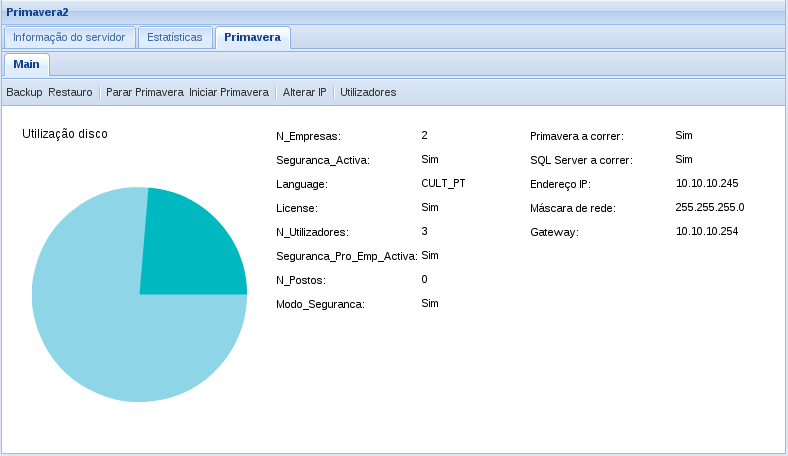 Primavera2
Informação do servidor Estatísticas Primavera
Main
Backup Restauro Parar Primavera Iniciar Primavera Alterar IP Utilizadores
Utilização disco
N_Empresas: 2
Seguranca_Activa: Sim
Language: CULT_PT
License: Sim
N_Utilizadores: 3
Seguranca_Pro_Emp_Activa: Sim
N_Postos: 0
Modo_Seguranca: Sim
Primavera a correr: Sim
SQL Server a correr: Sim
Endereço IP: 10.10.10.245
Máscara de rede: 255.255.255.0
Gateway: 10.10.10.254